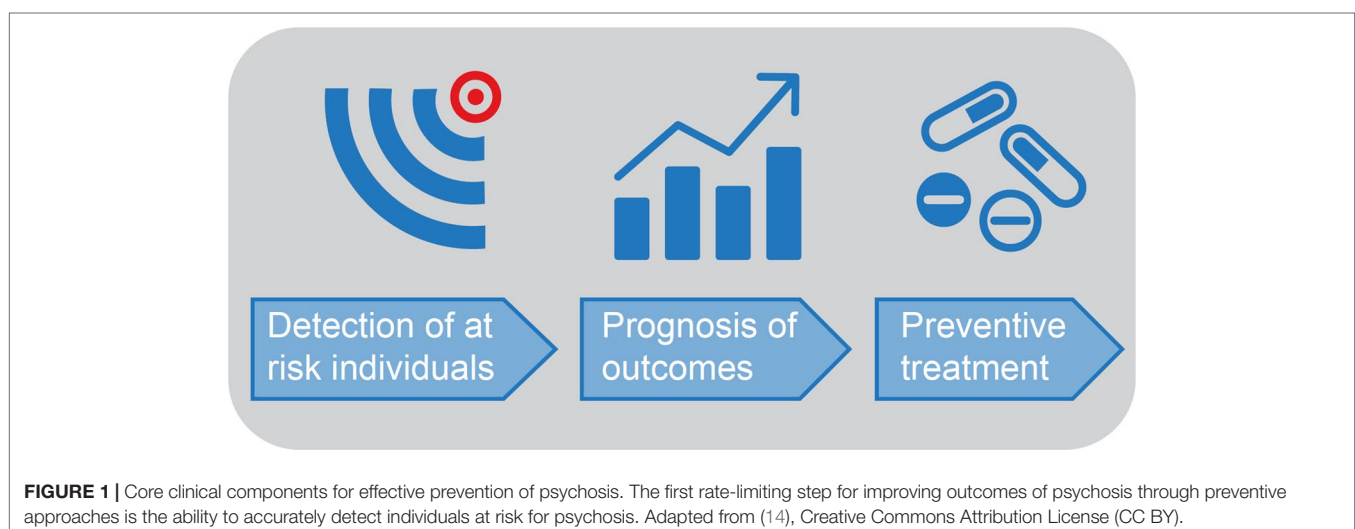 Detection of at
risk individuals
Prognosis of
outcomes
Preventive
treatment
FIGURE 1 | Core clinical components for effective prevention of psychosis. The first rate-limiting step for improving outcomes of psychosis through preventive
approaches is the ability to accurately detect individuals at risk for psychosis. Adapted from (14), Creative Commons Attribution License (CC BY).